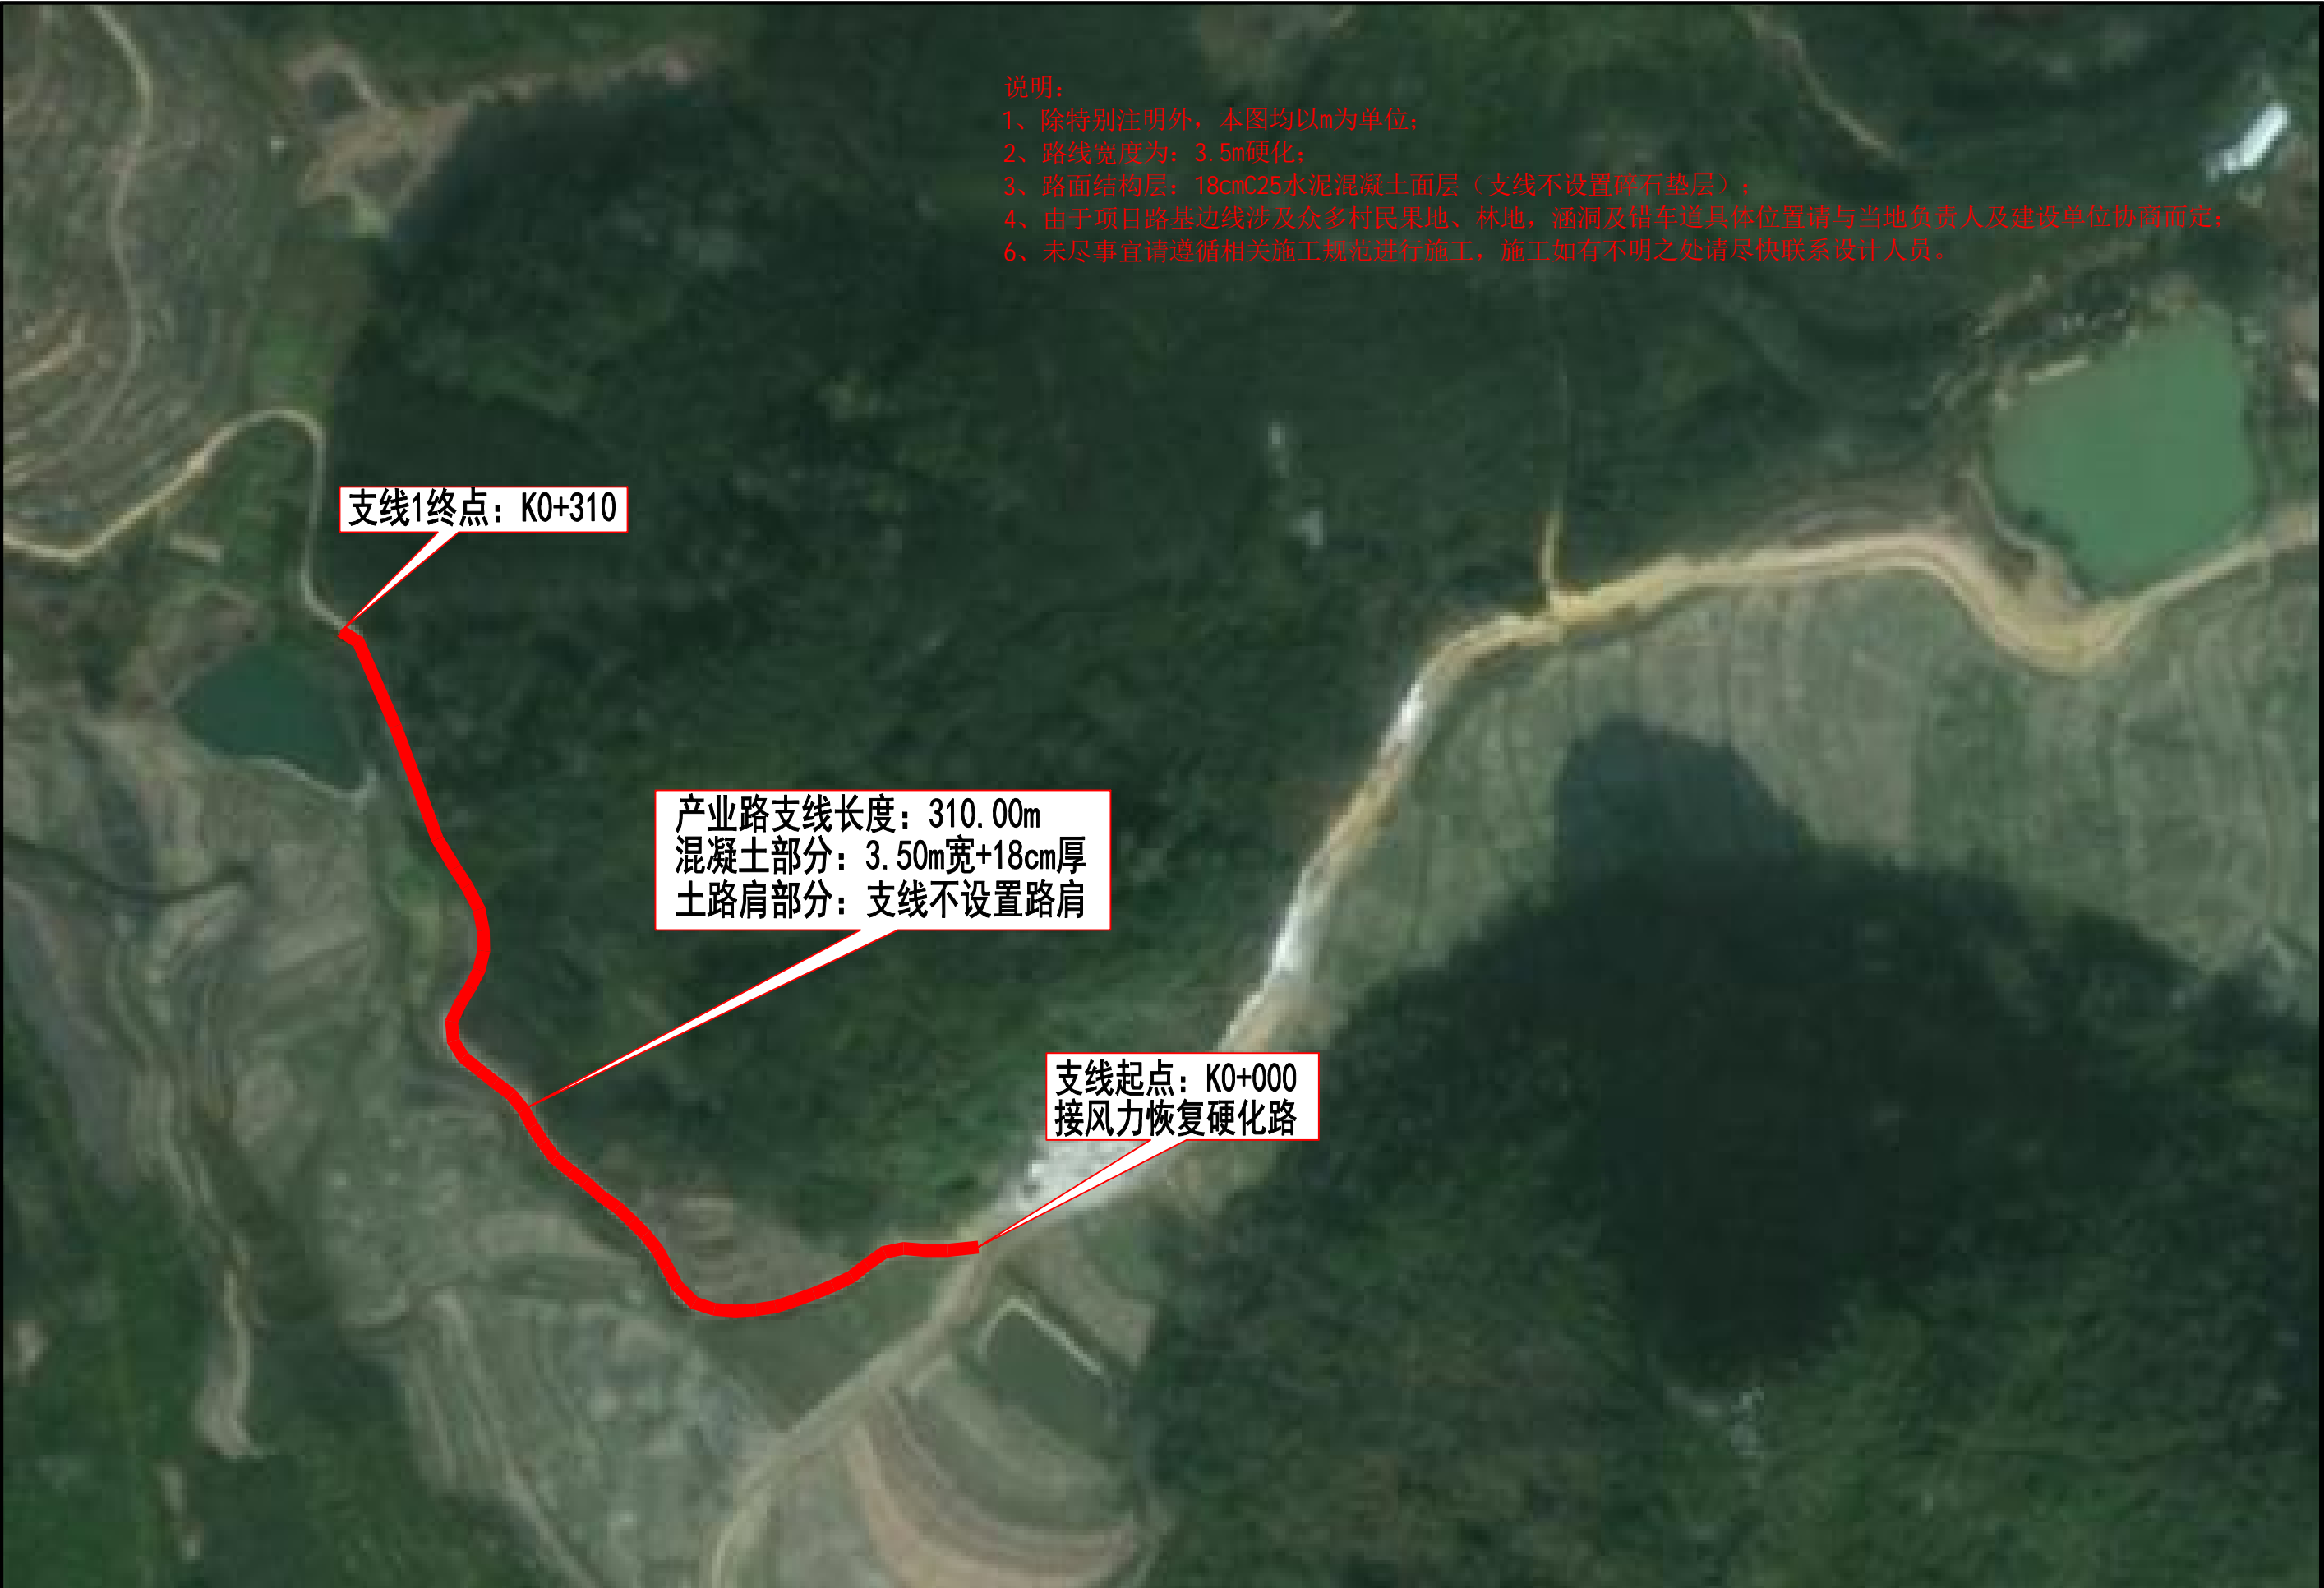 说明：
1、除特别注明外，本图均以m为单位；
2、路线宽度为：3.5m硬化；
3、路面结构层：18cmC25水泥混凝土面层（支线不设置碎石垫层）；
4、由于项目路基边线涉及众多村民果地、林地，涵洞及错车道具体位置请与当地负责人及建设单位协商而定；
6、未尽事宜请遵循相关施工规范进行施工，施工如有不明之处请尽快联系设计人员。
支线1终点：K0+310
产业路支线长度：310.00m
混凝土部分：3.50m宽+18cm厚
土路肩部分：支线不设置路肩
支线起点：K0+000
接风力恢复硬化路